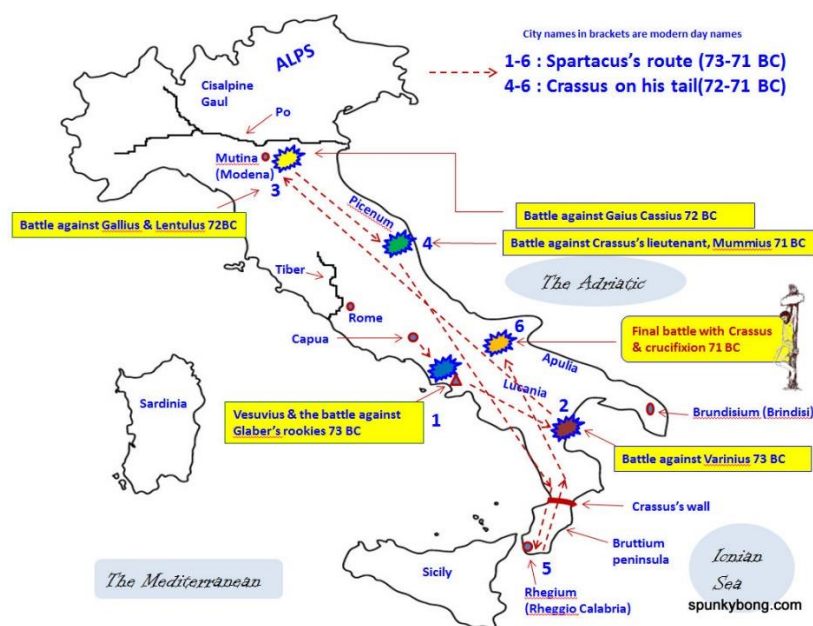 City names in brackets are modern day names
1-6 : Spartacus's route (73-71 BC)
4-6 : Crassus on his tail(72-71 BC)
ALPS
Cisalpine
Gaul
Po
Mutina
(Modena)
3
Battle against Gallius & Lentulus 72BC
Picenum
4
Battle against Gaius Cassius 72 BC
Battle against Crassus's lieutenant, Mummius 71 BC
The Adriatic
Tiber
Rome
Capua
6
Final battle with Crassus
& crucifixion 71 BC
Apulia
Lucania
Sardinia
Vesuvius & the battle against
Glaber's rookies 73 BC
1
2
Brundisium (Brindisi)
Battle against Varinius 73 BC
Crassus's wall
Bruttium
peninsula
The Mediterranean
Sicily
5
Rhegium
(Rheggio Calabria)
Ionian
Sea
spunkybong.com